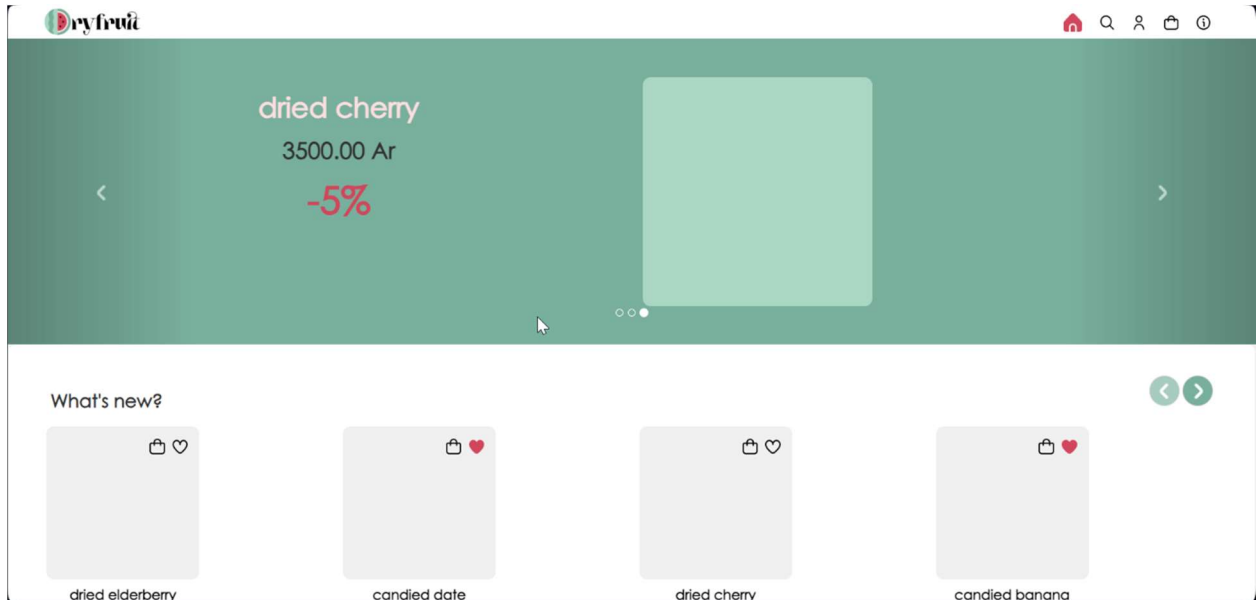 Dryfruit
dried cherry
3500.00 Ar
-5%
What's new?
dried elderberry
candied date
dried cherry
candied banana